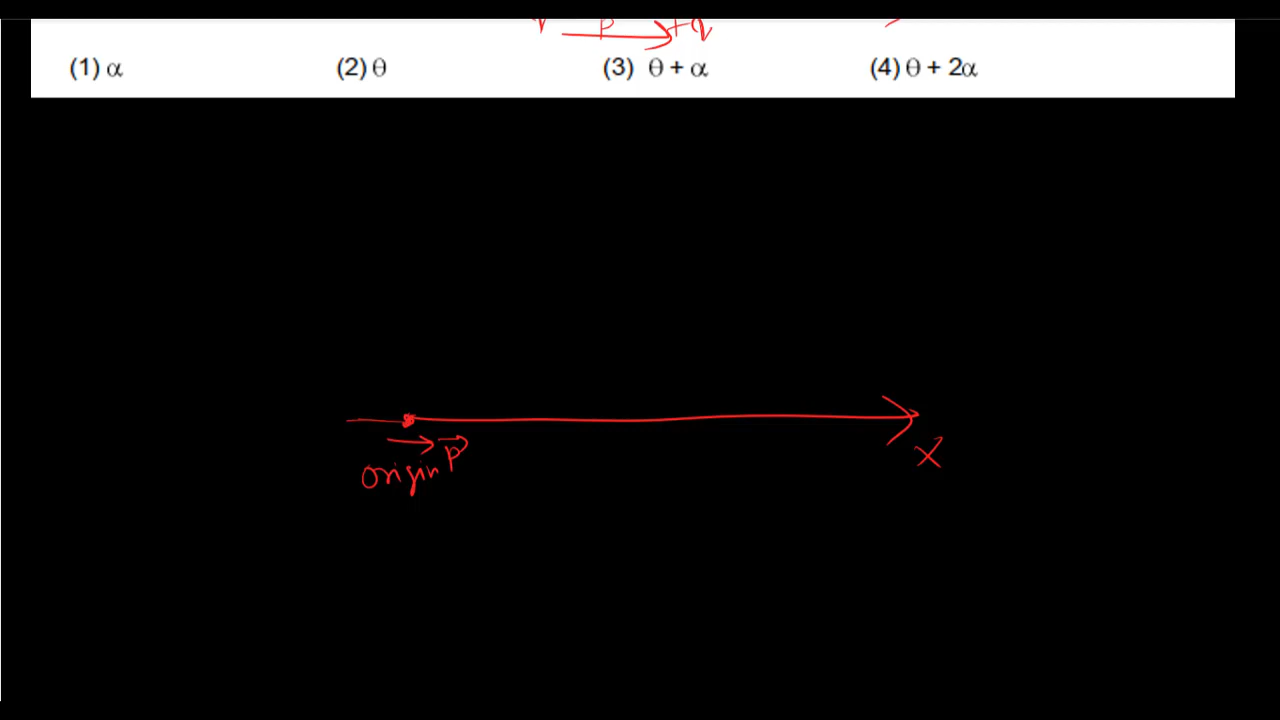 p +q
(1) α (2) θ (3) θ + α (4) θ + 2α
origin p⃗
X